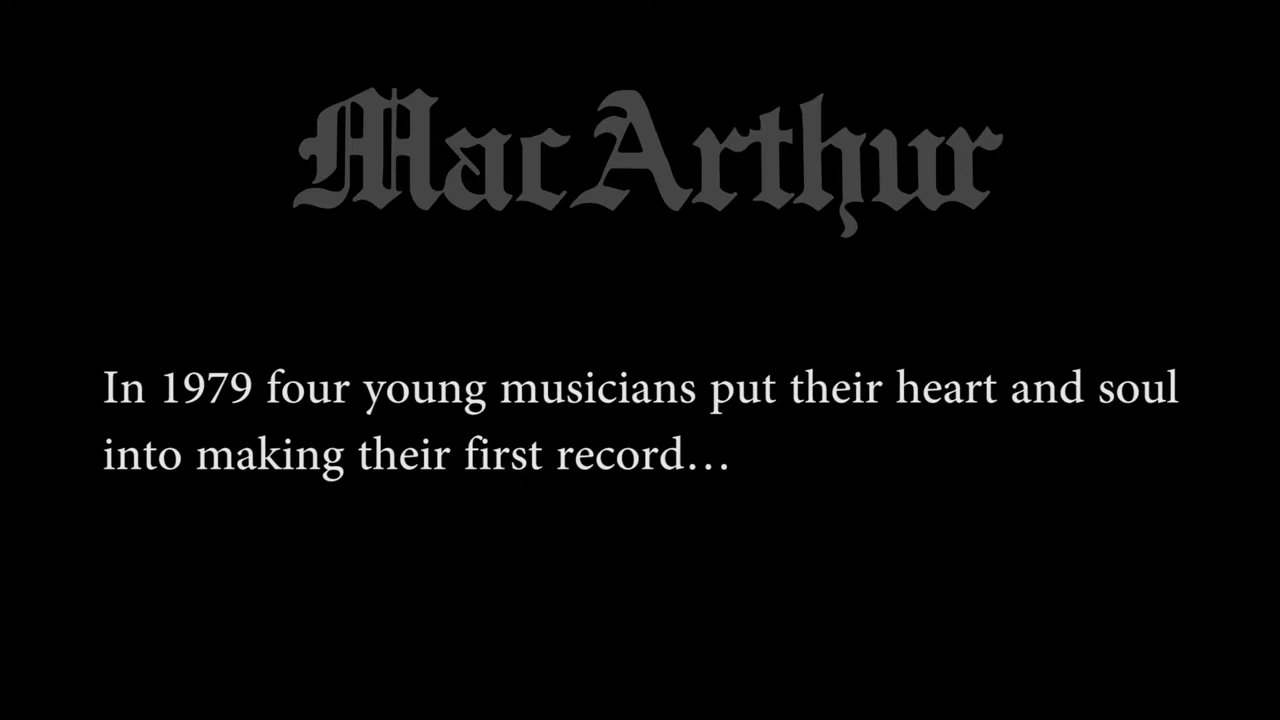 MacArthur
In 1979 four young musicians put their heart and soul
into making their first record…